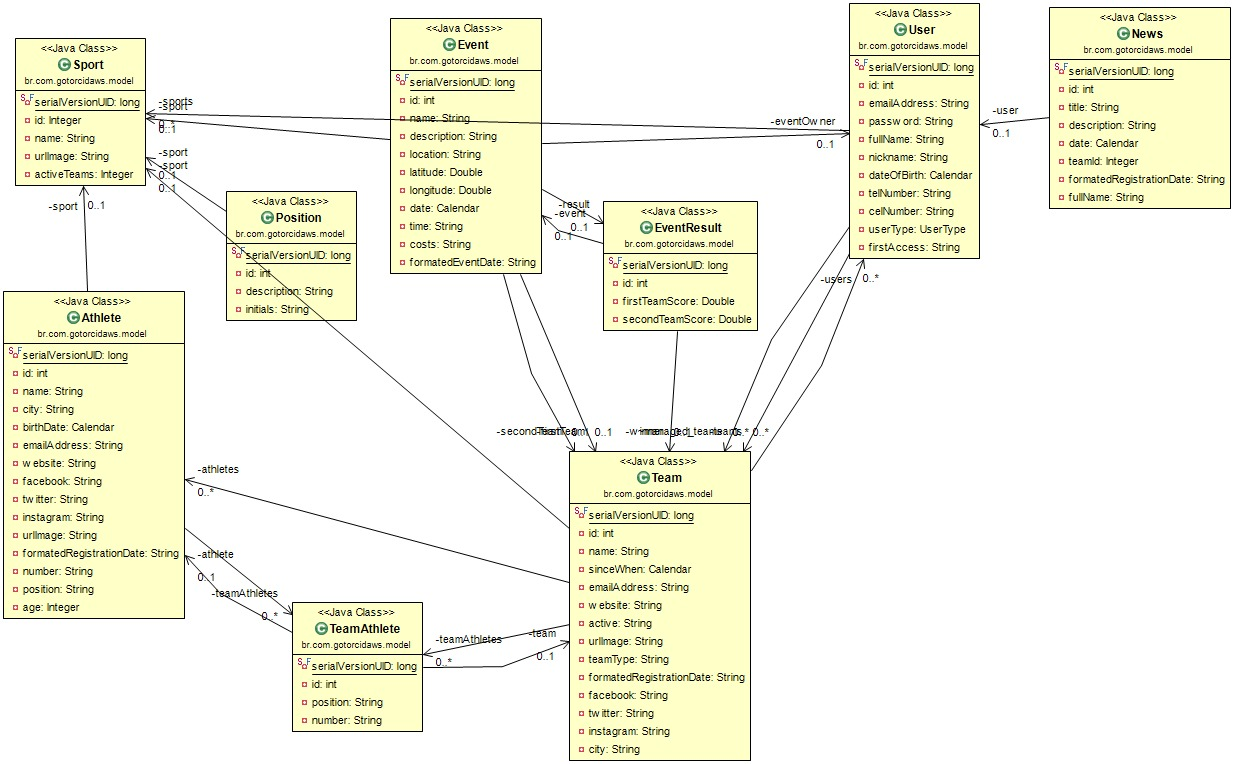 <<Java Class>>
Sport
br.com.gotorcidaws.model
serialVersionUID: long
id: Integer
name: String
urlImage: String
activeTeams: Integer
<<Java Class>>
Event
br.com.gotorcidaws.model
serialVersionUID: long
id: int
name: String
description: String
location: String
latitude: Double
longitude: Double
date: Calendar
time: String
costs: String
formatedEventDate: String
<<Java Class>>
User
br.com.gotorcidaws.model
serialVersionUID: long
id: int
emailAddress: String
password: String
fullName: String
nickname: String
dateOfBirth: Calendar
telNumber: String
celNumber: String
userType: UserType
firstAccess: String
<<Java Class>>
News
br.com.gotorcidaws.model
serialVersionUID: long
id: int
title: String
description: String
date: Calendar
teamId: Integer
formatedRegistrationDate: String
fullName: String
-sports
-sport
0..*
0..1
-eventOwner
0..1
-user
0..1
-sport
0..1
-sport
0..1
-sport
0..1
<<Java Class>>
Position
br.com.gotorcidaws.model
serialVersionUID: long
id: int
description: String
initials: String
-result
0..1
-event
0..1
<<Java Class>>
EventResult
br.com.gotorcidaws.model
serialVersionUID: long
id: int
firstTeamScore: Double
secondTeamScore: Double
-users
0..*
<<Java Class>>
Athlete
br.com.gotorcidaws.model
serialVersionUID: long
id: int
name: String
city: String
birthDate: Calendar
emailAddress: String
website: String
facebook: String
twitter: String
instagram: String
urlImage: String
formatedRegistrationDate: String
number: String
position: String
age: Integer
0..1
0..*
-athletes
0..*
-athlete
0..1
-teamAthletes
0..*
<<Java Class>>
TeamAthlete
br.com.gotorcidaws.model
serialVersionUID: long
id: int
position: String
number: String
-teamAthletes
0..*
-team
0..1
<<Java Class>>
Team
br.com.gotorcidaws.model
serialVersionUID: long
id: int
name: String
sinceWhen: Calendar
emailAddress: String
website: String
active: String
urlImage: String
teamType: String
formatedRegistrationDate: String
facebook: String
twitter: String
instagram: String
city: String